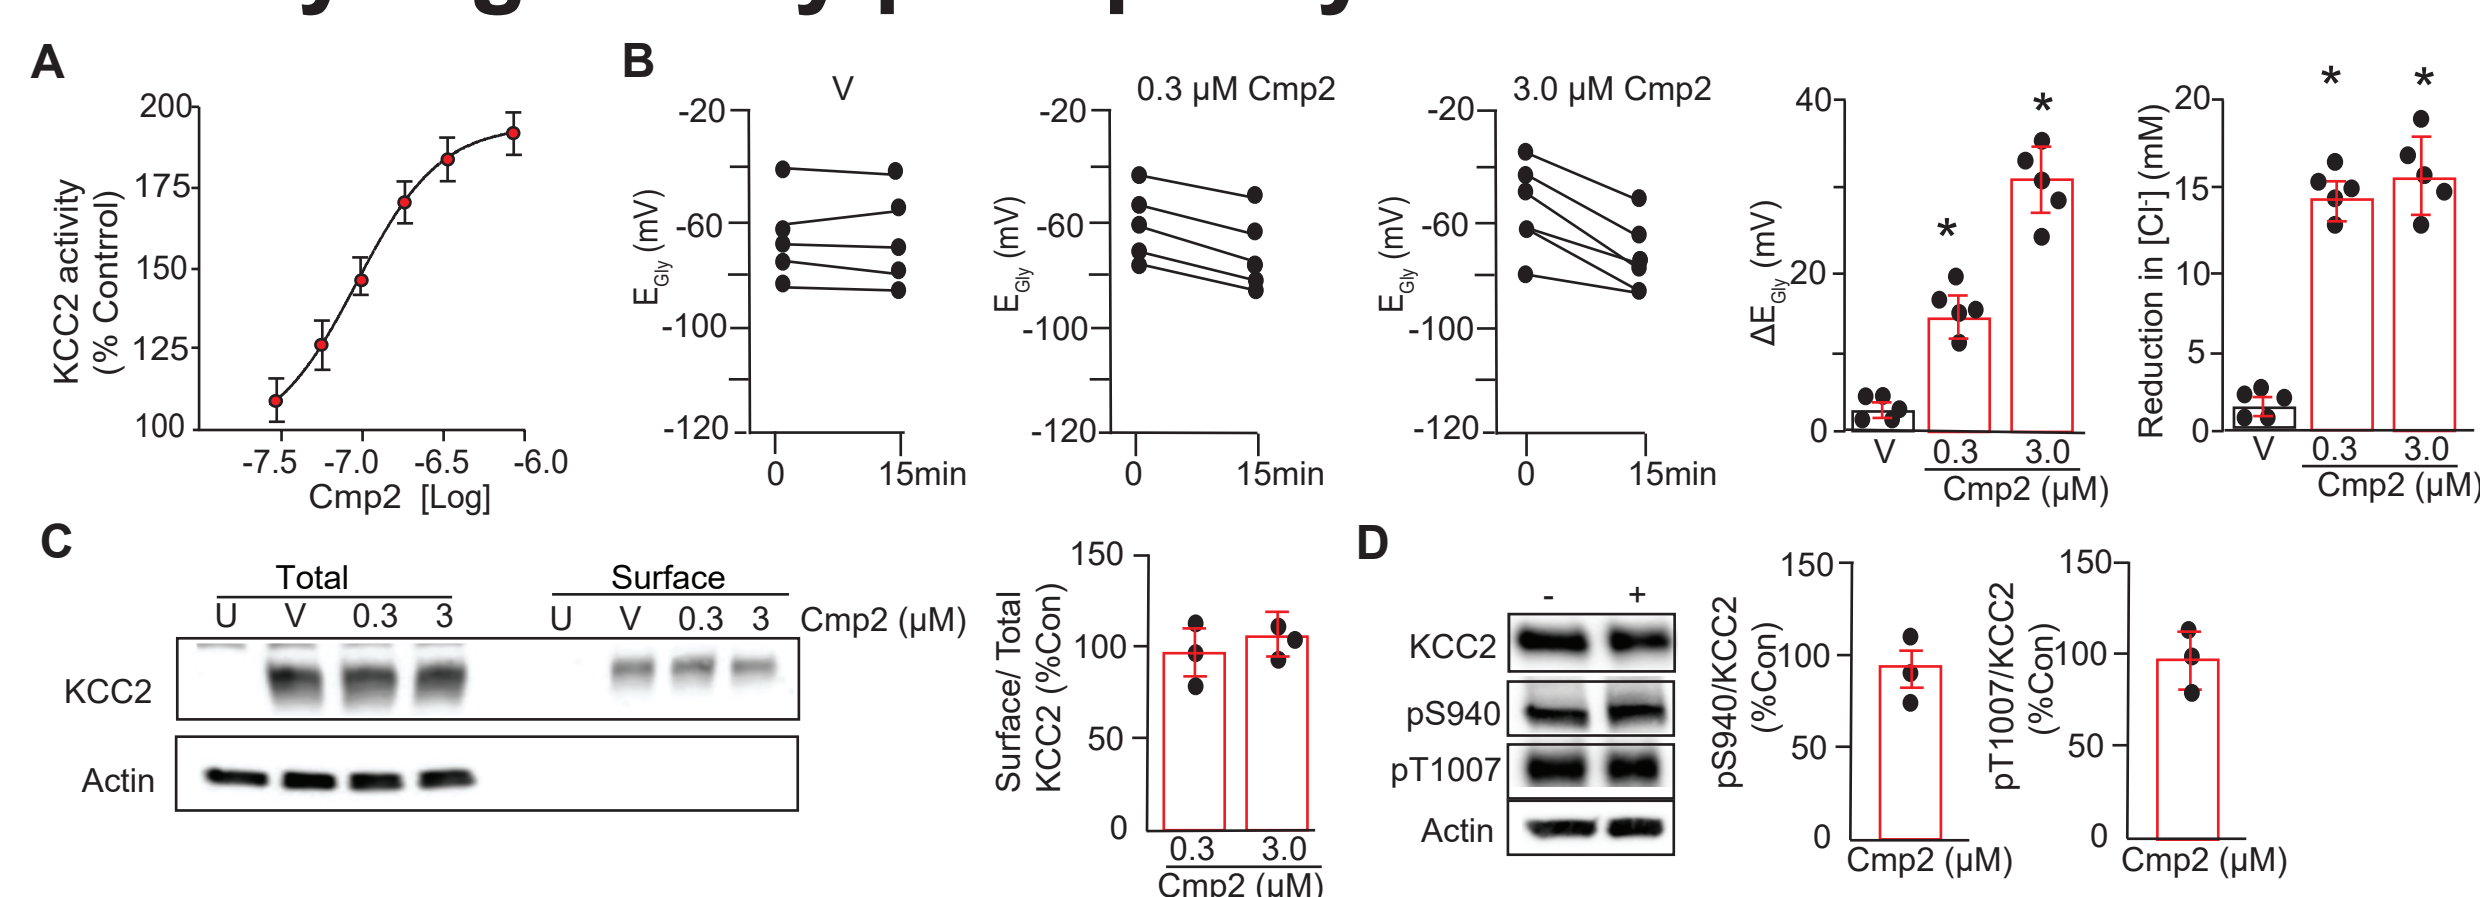 A
200
175
150
125
100
KCC2 activity
(% Contrrol)
-7.5 -7.0 -6.5 -6.0
Cmp2 [Log]
B
V
-20
-60
-100
-120
E_Gly (mV)
0 15min
0.3 µM Cmp2
-20
-60
-100
-120
E_Gly (mV)
0 15min
3.0 µM Cmp2
-20
-60
-100
-120
E_Gly (mV)
0 15min
40
20
0
ΔE_Gly (mV)
* *
V 0.3 3.0
Cmp2 (µM)
20
15
10
5
0
Reduction in [Cl-] (mM)
* *
V 0.3 3.0
Cmp2 (µM)
C
Total Surface
U V 0.3 3 U V 0.3 3 Cmp2 (µM)
KCC2
Actin
150
100
50
0
Surface/ Total
KCC2 (%Con)
0.3 3.0
Cmp2 (µM)
D
- +
KCC2
pS940
pT1007
Actin
150
100
50
0
pS940/KCC2
(%Con)
Cmp2 (µM)
150
100
50
0
pT1007/KCC2
(%Con)
Cmp2 (µM)